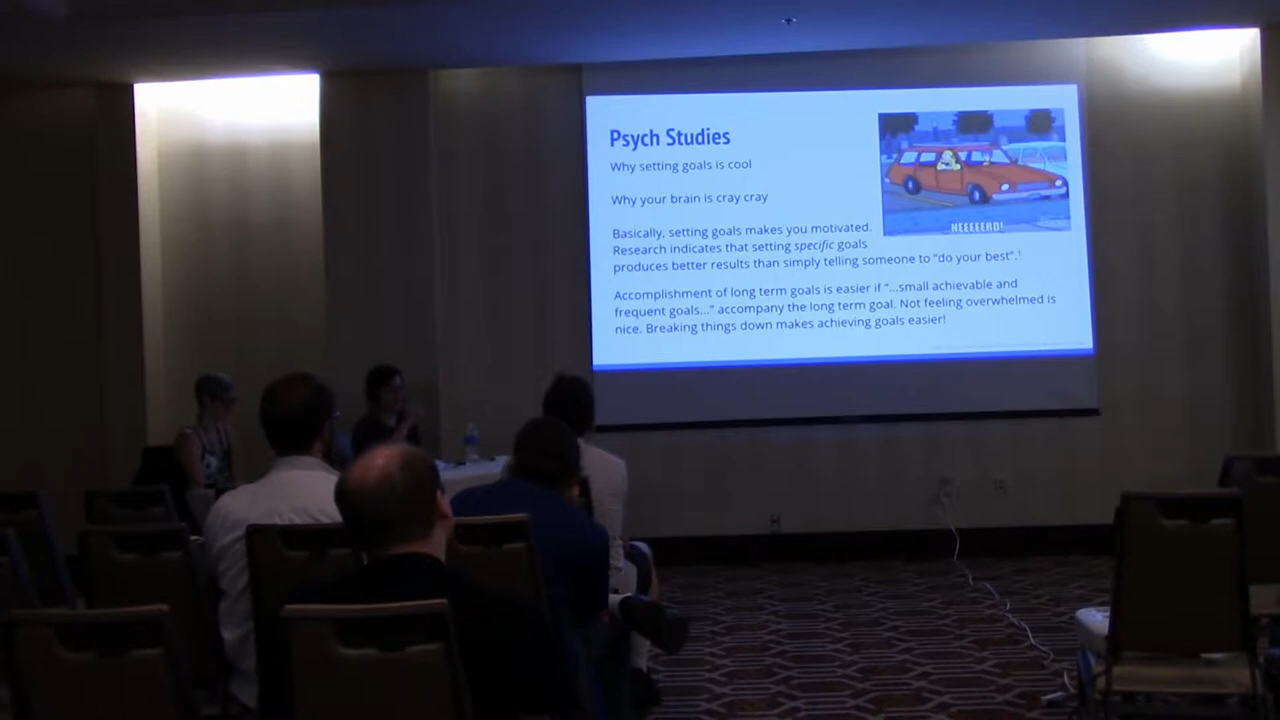 Psych Studies
Why setting goals is cool
Why your brain is cray cray
NEEEEERD!
Basically, setting goals makes you motivated.
Research indicates that setting specific goals
produces better results than simply telling someone to “do your best”.¹
Accomplishment of long term goals is easier if “...small achievable and
frequent goals...” accompany the long term goal. Not feeling overwhelmed is
nice. Breaking things down makes achieving goals easier!